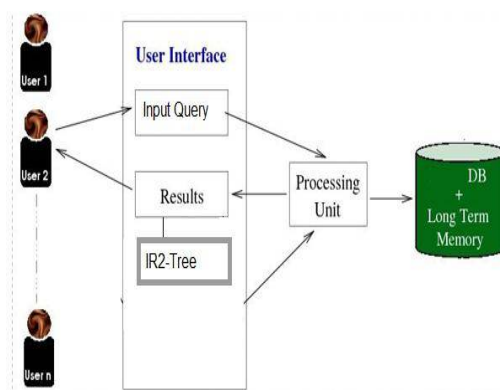 User 1
User 2
User n
User Interface
Input Query
Results
IR2-Tree
Processing
Unit
DB
+
Long Term
Memory